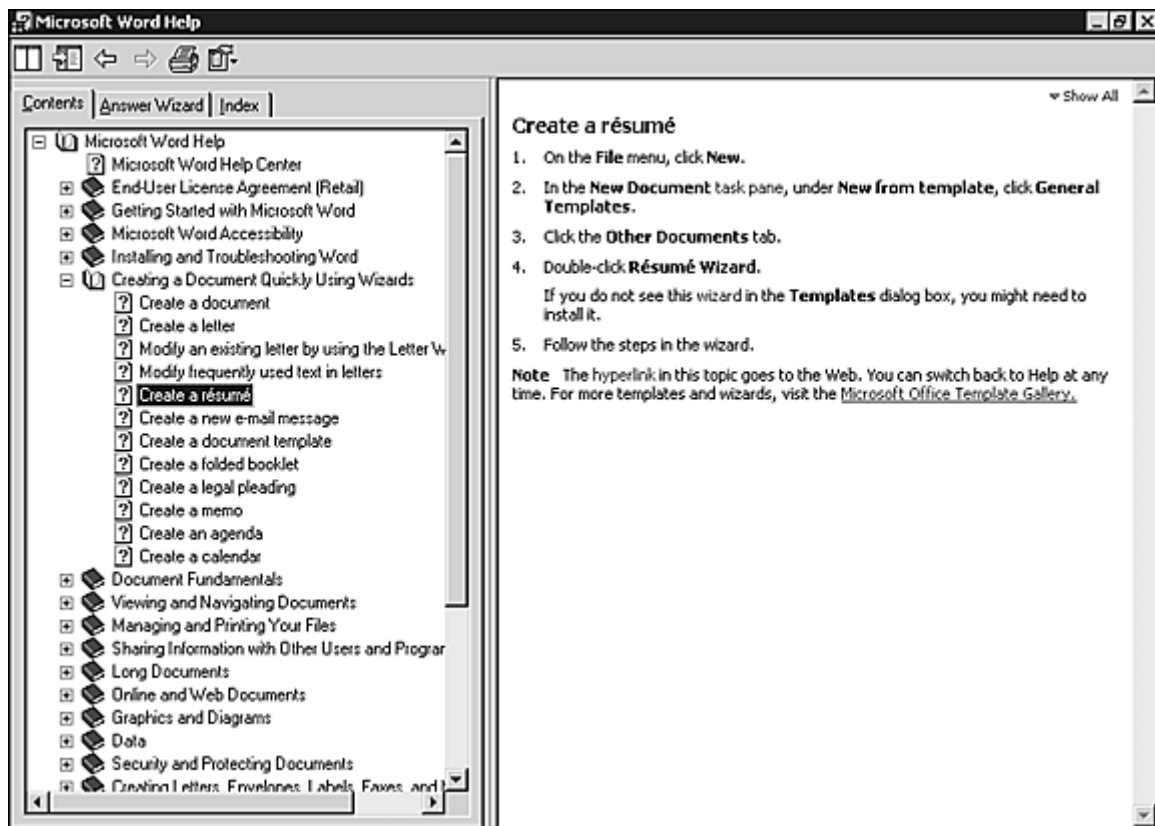 Microsoft Word Help
Contents
Answer Wizard
Index
Microsoft Word Help
Microsoft Word Help Center
End-User License Agreement (Retail)
Getting Started with Microsoft Word
Microsoft Word Accessibility
Installing and Troubleshooting Word
Creating a Document Quickly Using Wizards
Create a document
Create a letter
Modify an existing letter by using the Letter W
Modify frequently used text in letters
Create a résumé
Create a new e-mail message
Create a document template
Create a folded booklet
Create a legal pleading
Create a memo
Create an agenda
Create a calendar
Document Fundamentals
Viewing and Navigating Documents
Managing and Printing Your Files
Sharing Information with Other Users and Progran
Long Documents
Online and Web Documents
Graphics and Diagrams
Data
Security and Protecting Documents
Creating Letters, Envelopes, Labels, Faxes, and
Show All
Create a résumé
1. On the File menu, click New.
2. In the New Document task pane, under New from template, click General
Templates.
3. Click the Other Documents tab.
4. Double-click Résumé Wizard.
If you do not see this wizard in the Templates dialog box, you might need to
install it.
5. Follow the steps in the wizard.
Note The hyperlink in this topic goes to the Web. You can switch back to Help at any
time. For more templates and wizards, visit the Microsoft Office Template Gallery.